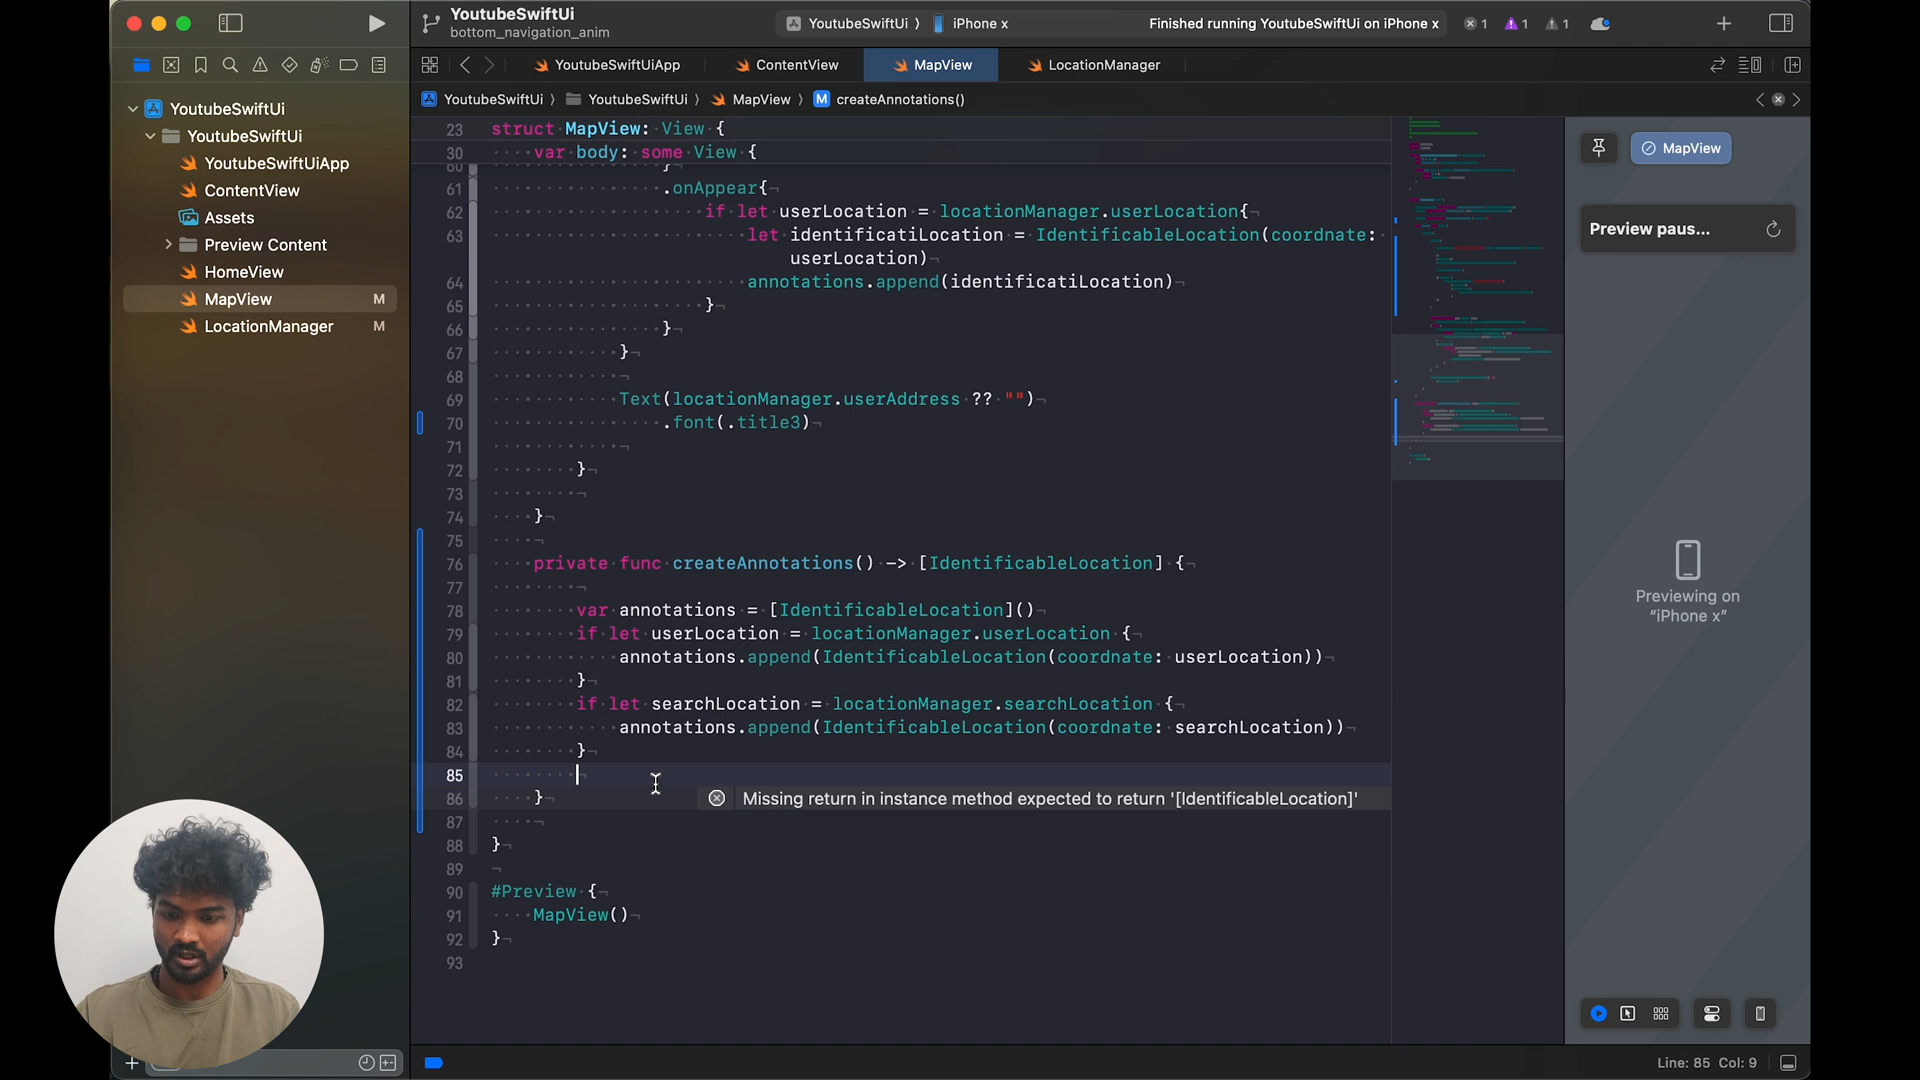 YoutubeSwiftUi
bottom_navigation_anim
YoutubeSwiftUi ⟩ iPhone x
Finished running YoutubeSwiftUi on iPhone x
1
1
1
YoutubeSwiftUiApp
ContentView
MapView
LocationManager
YoutubeSwiftUi ⟩ YoutubeSwiftUi ⟩ MapView ⟩ M createAnnotations()
YoutubeSwiftUi
YoutubeSwiftUi
YoutubeSwiftUiApp
ContentView
Assets
Preview Content
HomeView
MapView M
LocationManager M
23 struct MapView: View {
30 var body: some View {
60 }
61 .onAppear{
62 if let userLocation = locationManager.userLocation{
63 let identificatiLocation = IdentificableLocation(coordnate:
userLocation)
64 annotations.append(identificatiLocation)
65 }
66 }
67 }
68
69 Text(locationManager.userAddress ?? "")
70 .font(.title3)
71
72 }
73
74 }
75
76 private func createAnnotations() -> [IdentificableLocation] {
77
78 var annotations = [IdentificableLocation]()
79 if let userLocation = locationManager.userLocation {
80 annotations.append(IdentificableLocation(coordnate: userLocation))
81 }
82 if let searchLocation = locationManager.searchLocation {
83 annotations.append(IdentificableLocation(coordnate: searchLocation))
84 }
85
86 } Missing return in instance method expected to return '[IdentificableLocation]'
87
88 }
89
90 #Preview {
91 MapView()
92 }
93
MapView
Preview paus...
Previewing on
“iPhone x”
Line: 85 Col: 9